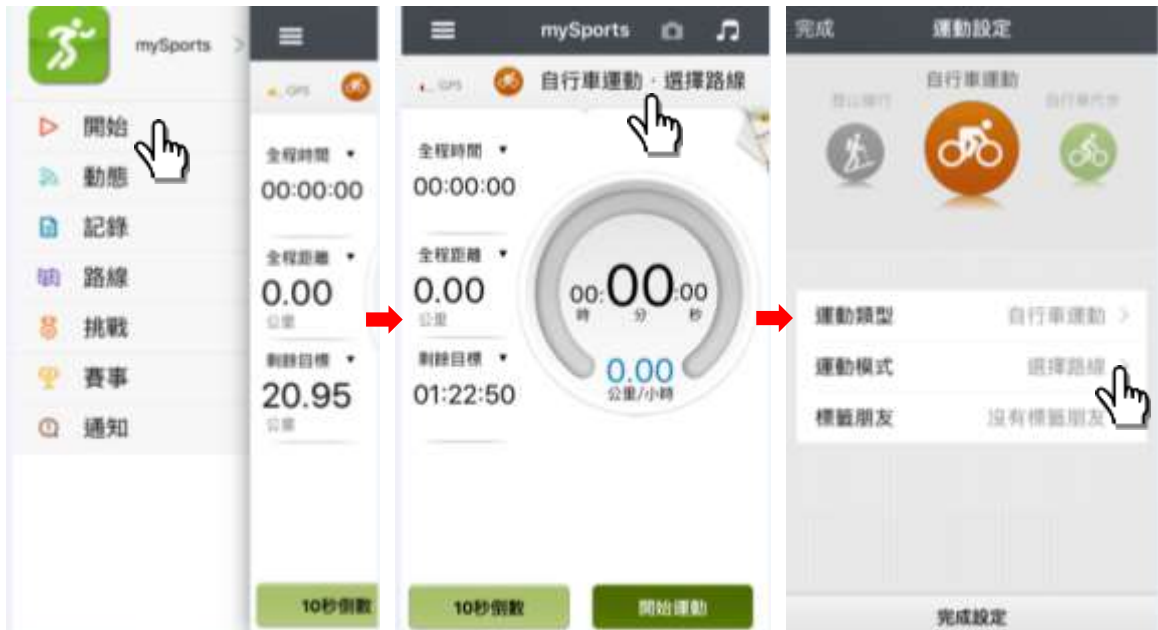 mySports
開始
動態
記錄
路線
挑戰
賽事
通知
GPS
全程時間
00:00:00
全程距離
0.00
公里
剩餘目標
20.95
公里
10秒倒數
mySports
GPS
自行車運動 · 選擇路線
全程時間
00:00:00
全程距離
0.00
公里
剩餘目標
01:22:50
00:00:00
時 分 秒
0.00
公里/小時
10秒倒數
開始運動
完成 運動設定
自行車運動
登山健行
自行車代步
運動類型 自行車運動
運動模式 選擇路線
標籤朋友 沒有標籤朋友
完成設定